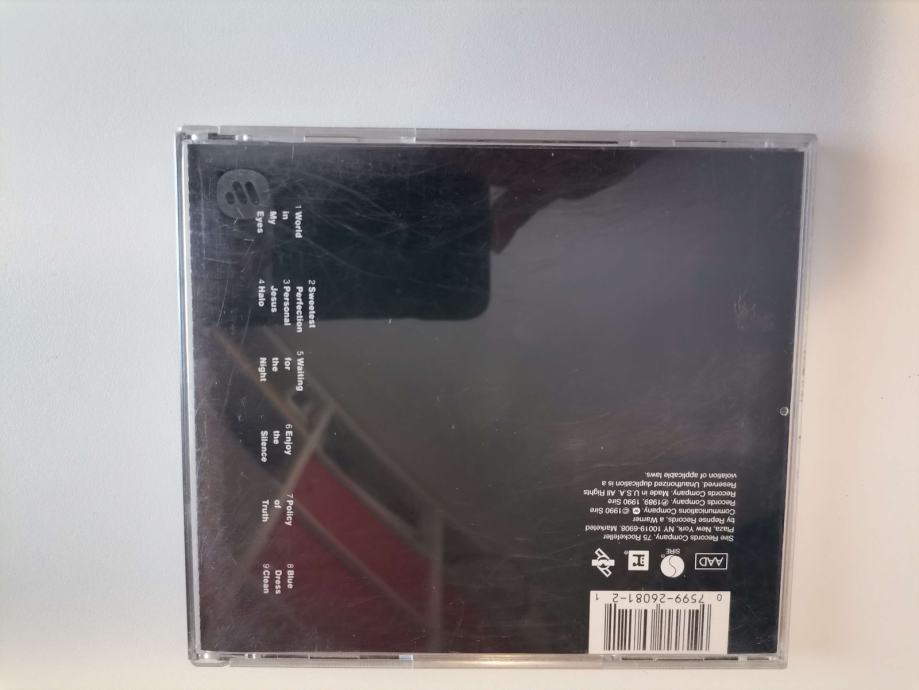 1 World
in
My
Eyes
2 Sweetest
Perfection
3 Personal
Jesus
4 Halo
5 Waiting
for
the
Night
6 Enjoy
the
Silence
7 Policy
of
Truth
8 Blue
Dress
9 Clean
0 7599-26081-2 1
AAD
SIRE
Sire Records Company, 75 Rockefeller
Plaza, New York, NY 10019-6908. Marketed
by Reprise Records, a Warner
Communications Company. © 1990 Sire
Records Company. ℗ 1989, 1990 Sire
Records Company. Made in U.S.A. All Rights
Reserved. Unauthorized duplication is a
violation of applicable laws.